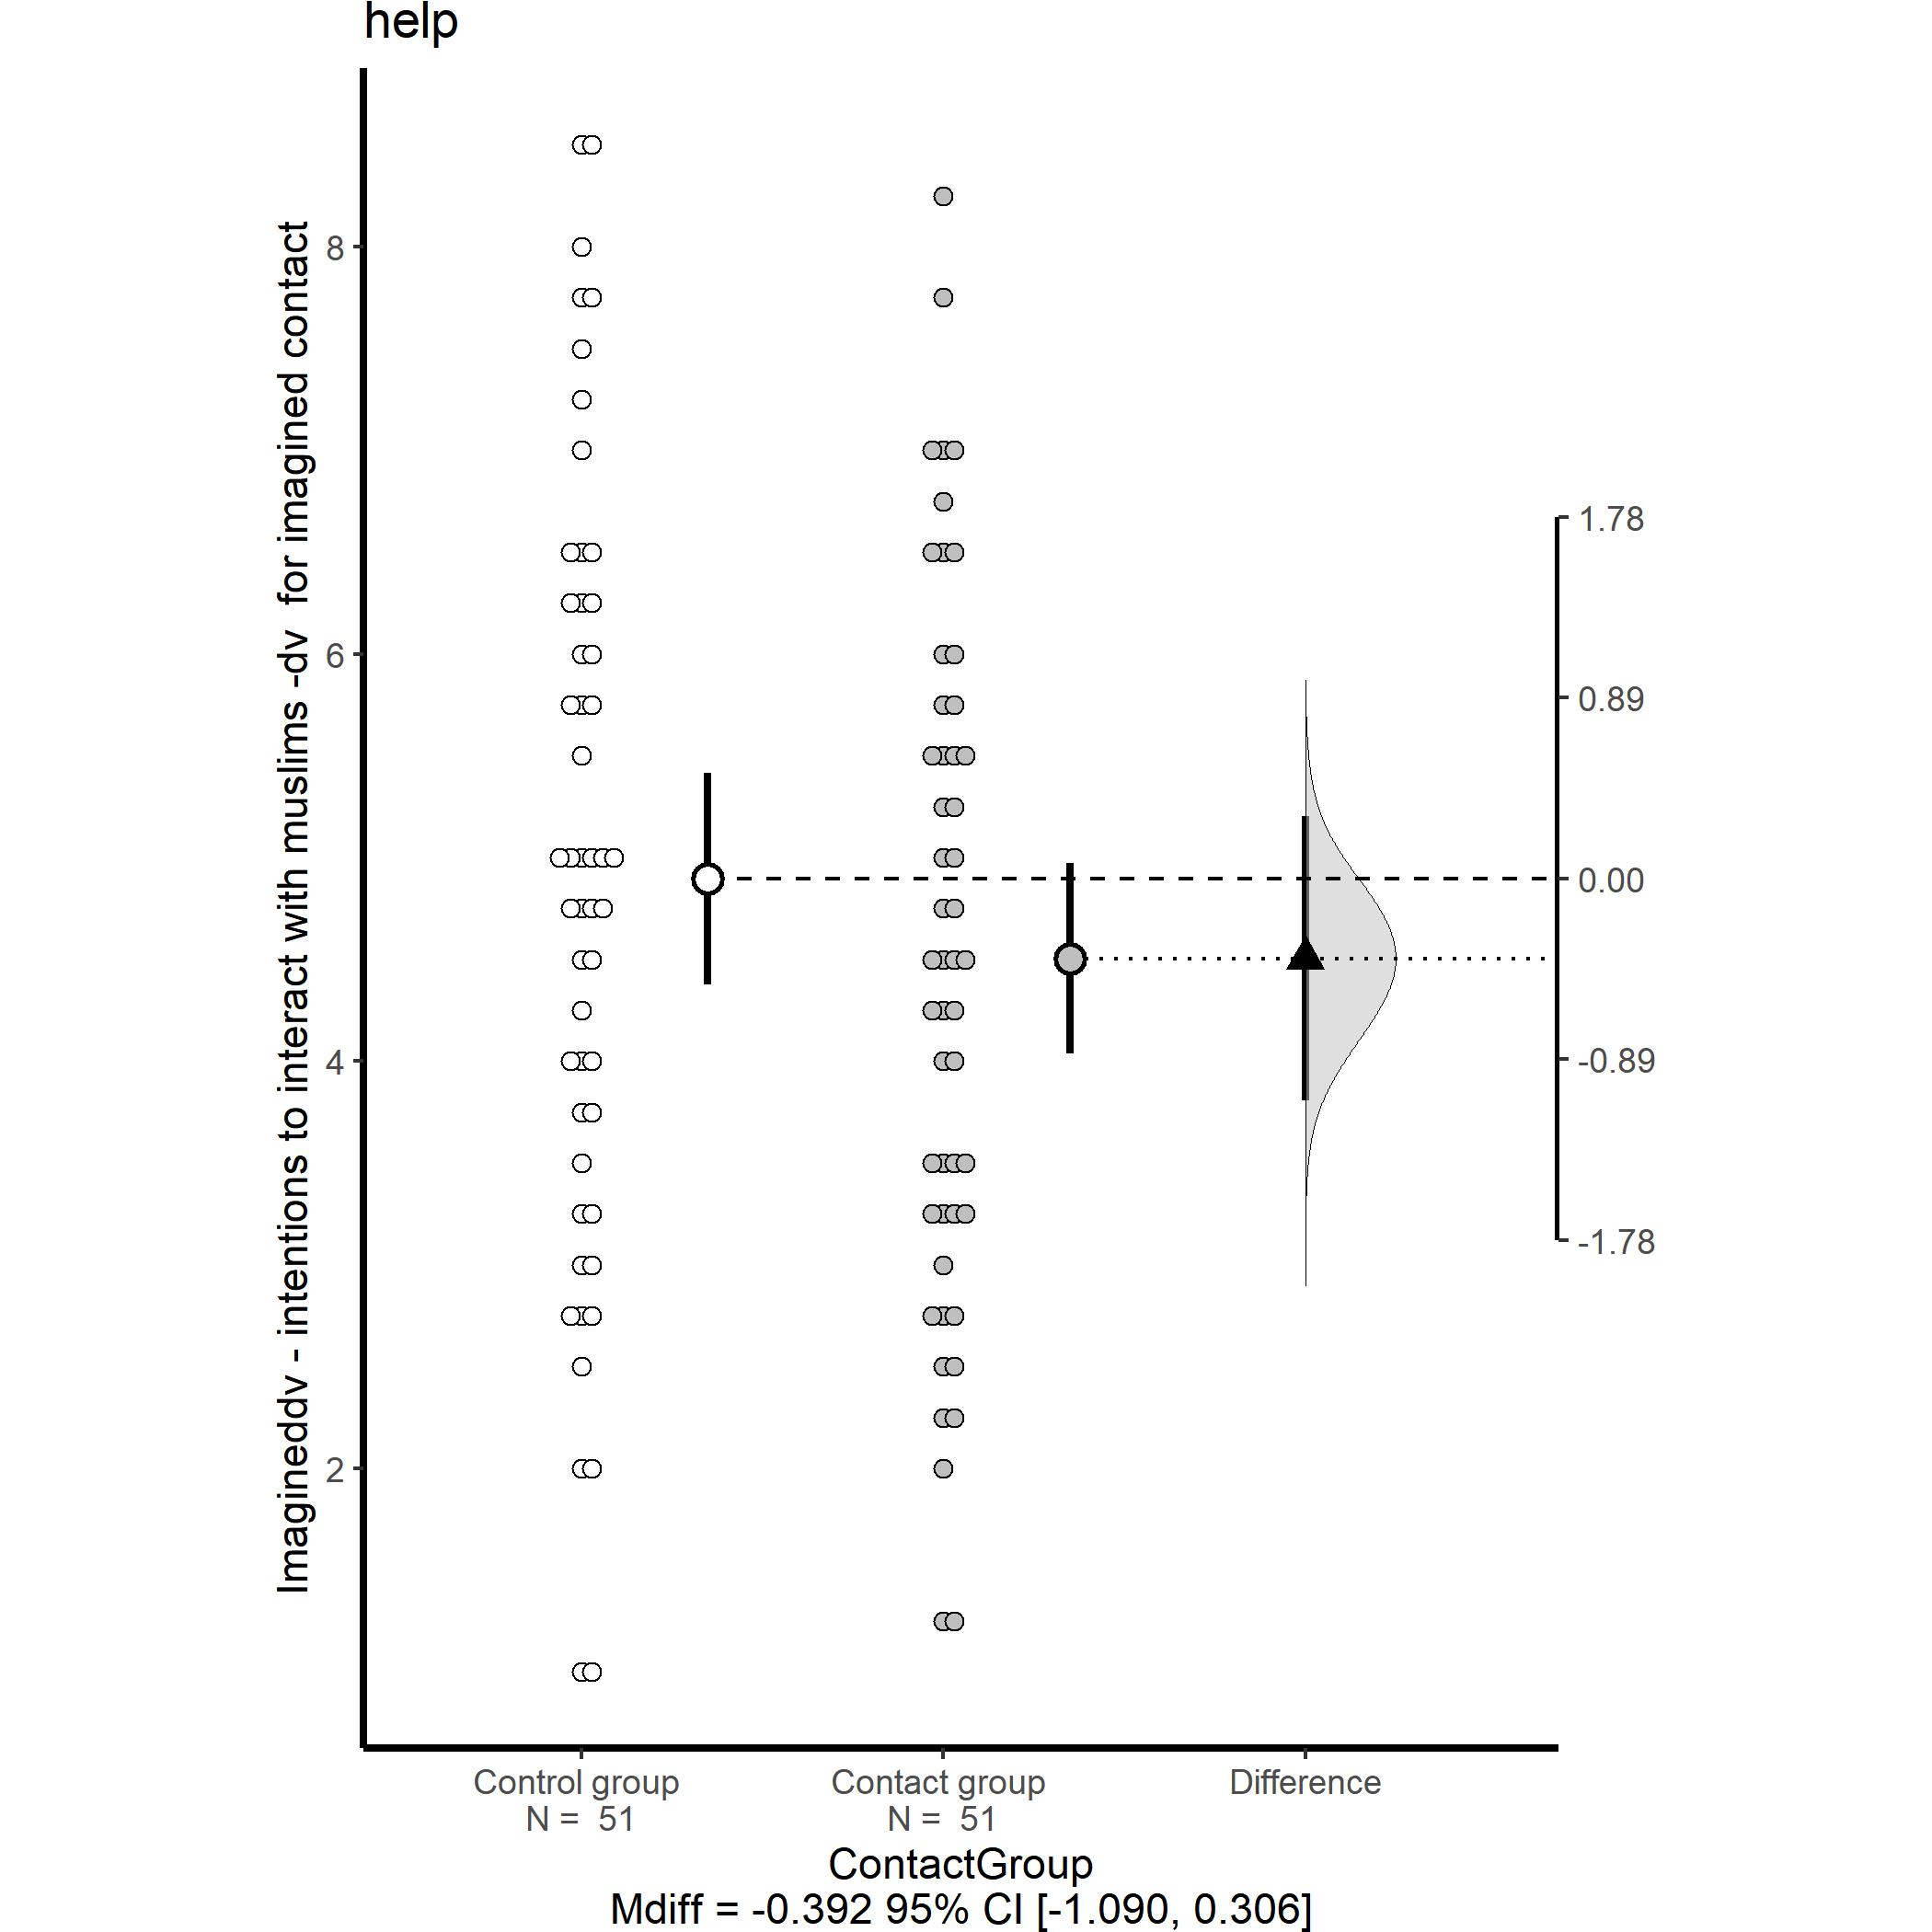 help
Imagineddv - intentions to interact with muslims -dv  for imagined contact
8
6
4
2
1.78
0.89
0.00
-0.89
-1.78
Control group
N =  51
Contact group
N =  51
Difference
ContactGroup
Mdiff = -0.392 95% CI [-1.090, 0.306]